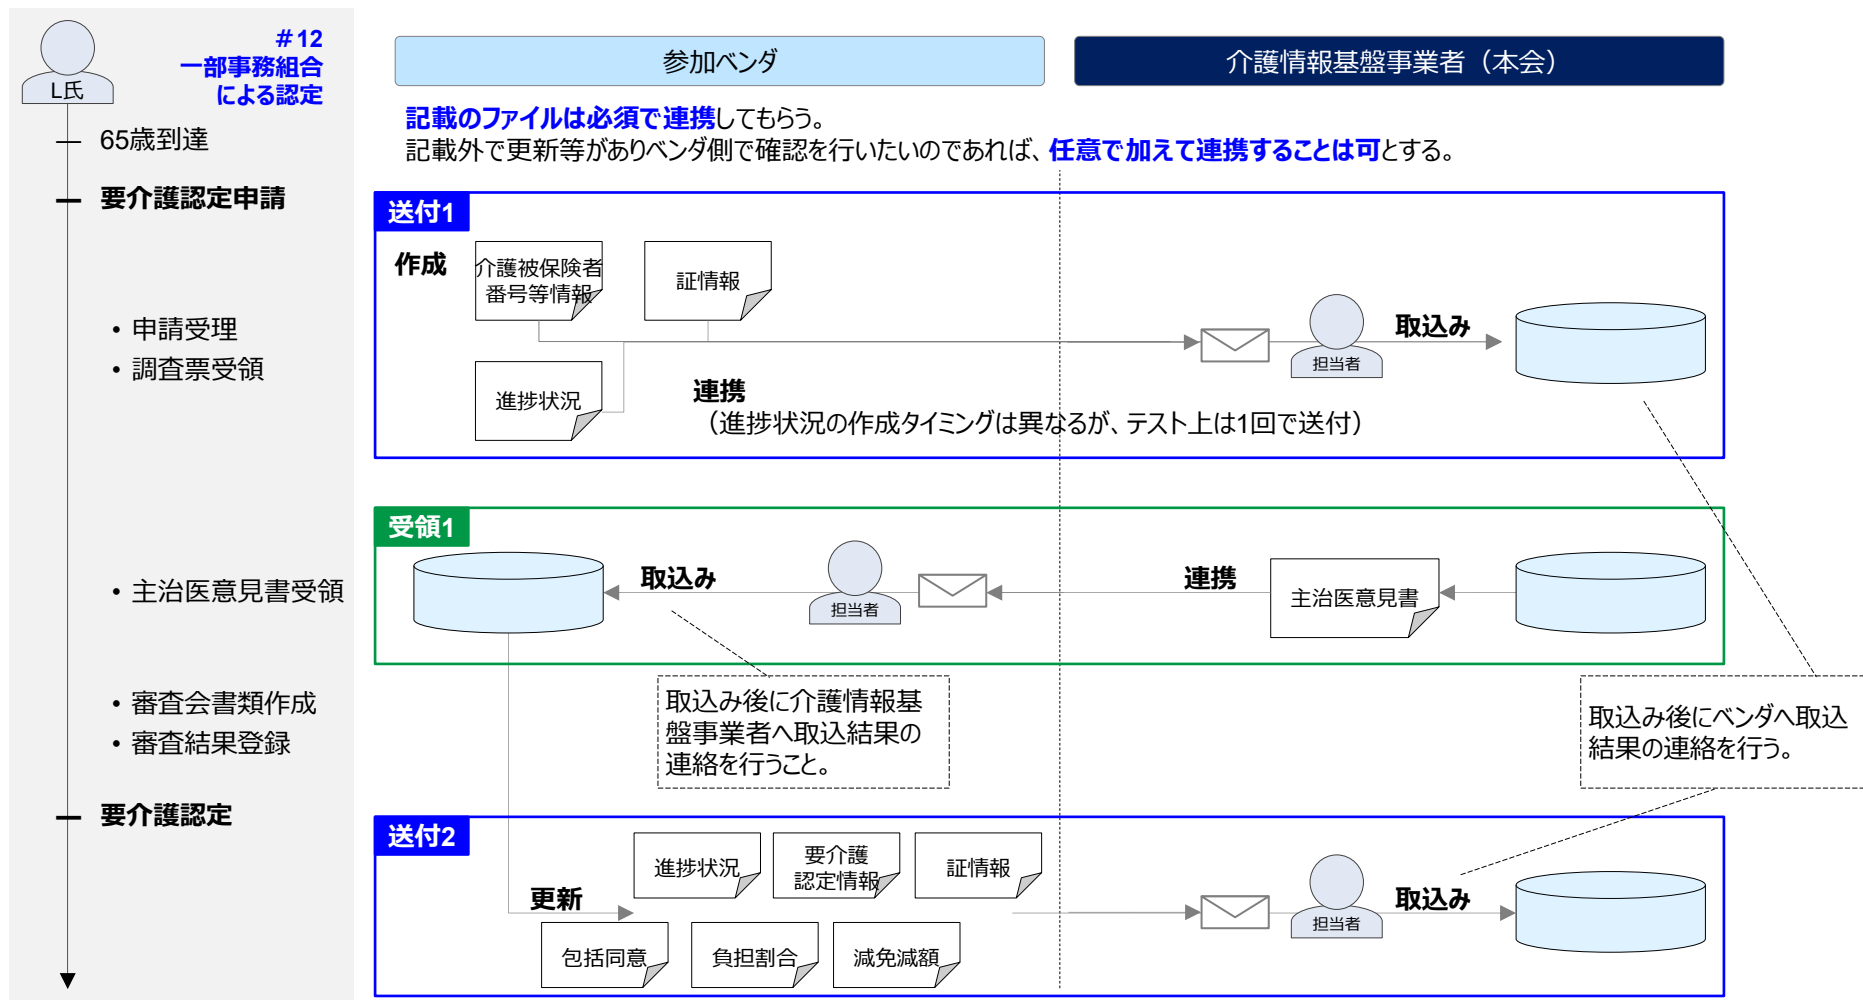 #12
一部事務組合
による認定
L氏
65歳到達
要介護認定申請
・申請受理
・調査票受領
・主治医意見書受領
・審査会書類作成
・審査結果登録
要介護認定
参加ベンダ
介護情報基盤事業者（本会）
記載のファイルは必須で連携してもらう。
記載外で更新等がありベンダ側で確認を行いたいのであれば、任意で加えて連携することは可とする。
送付1
作成
介護被保険者
番号等情報
証情報
進捗状況
連携
（進捗状況の作成タイミングは異なるが、テスト上は1回で送付）
担当者
取込み
受領1
取込み
担当者
連携
主治医意見書
取込み後に介護情報基
盤事業者へ取込結果の
連絡を行うこと。
取込み後にベンダへ取込
結果の連絡を行う。
送付2
更新
進捗状況
要介護
認定情報
証情報
包括同意
負担割合
減免減額
担当者
取込み